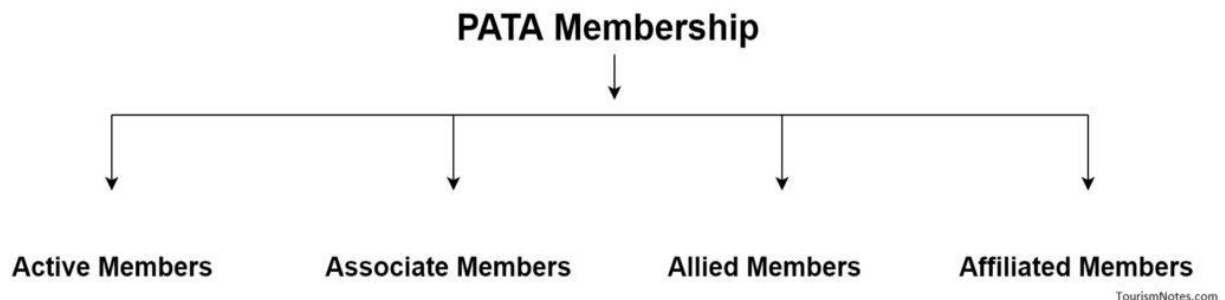 PATA Membership
Active Members
Associate Members
Allied Members
Affiliated Members
TourismNotes.com